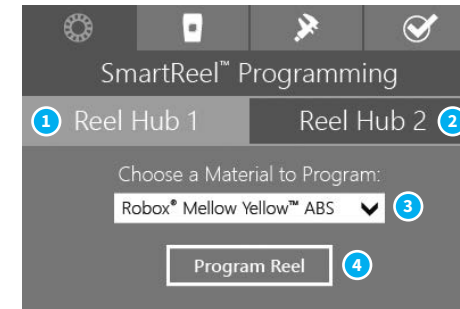 SmartReel™ Programming
1 Reel Hub 1 Reel Hub 2 2
Choose a Material to Program:
Robox® Mellow Yellow™ ABS 3
Program Reel 4